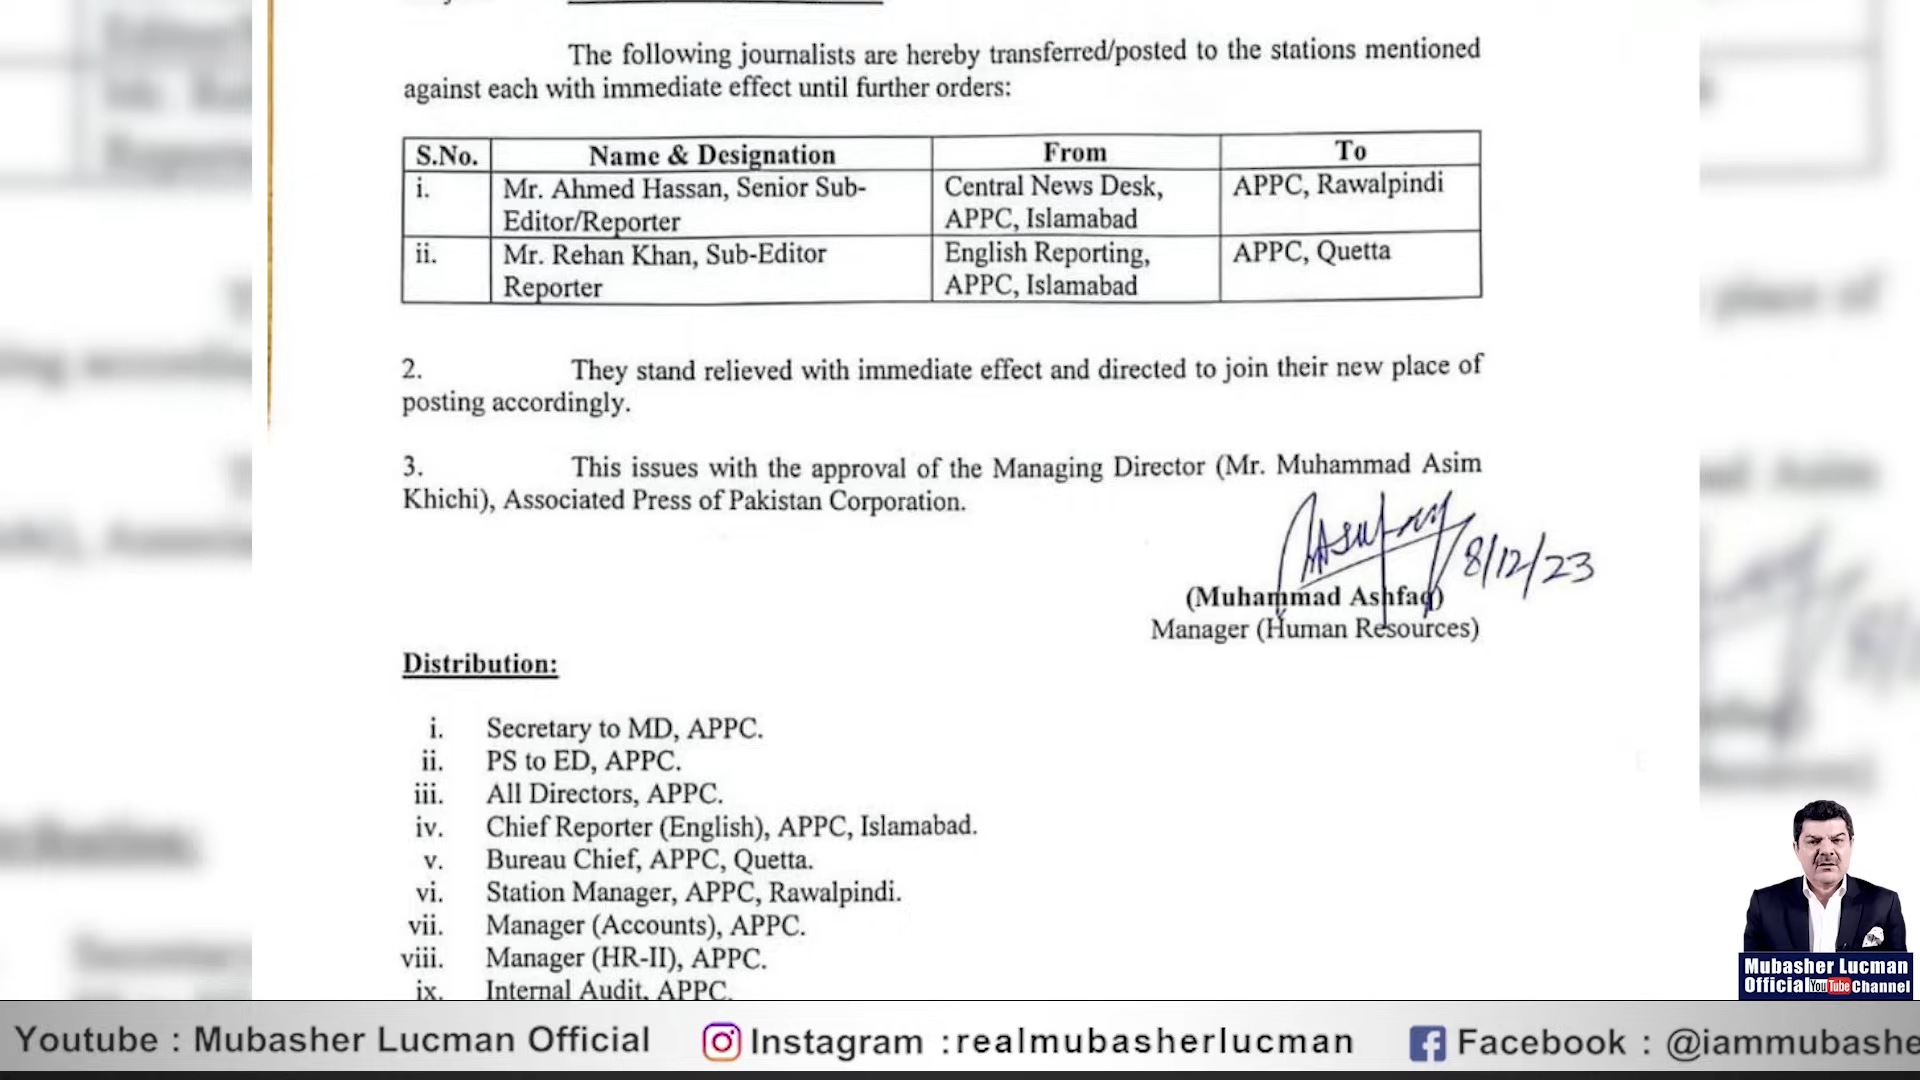 The following journalists are hereby transferred/posted to the stations mentioned
against each with immediate effect until further orders:
S.No. Name & Designation From To
i. Mr. Ahmed Hassan, Senior Sub- Central News Desk, APPC, Rawalpindi
Editor/Reporter APPC, Islamabad
ii. Mr. Rehan Khan, Sub-Editor English Reporting, APPC, Quetta
Reporter APPC, Islamabad
2. They stand relieved with immediate effect and directed to join their new place of
posting accordingly.
3. This issues with the approval of the Managing Director (Mr. Muhammad Asim
Khichi), Associated Press of Pakistan Corporation.
8/12/23
(Muhammad Ashfaq)
Manager (Human Resources)
Distribution:
i. Secretary to MD, APPC.
ii. PS to ED, APPC.
iii. All Directors, APPC.
iv. Chief Reporter (English), APPC, Islamabad.
v. Bureau Chief, APPC, Quetta.
vi. Station Manager, APPC, Rawalpindi.
vii. Manager (Accounts), APPC.
viii. Manager (HR-II), APPC.
ix. Internal Audit, APPC.
Mubasher Lucman
Official YouTube Channel
Youtube : Mubasher Lucman Official Instagram :realmubasherlucman Facebook : @iammubashe